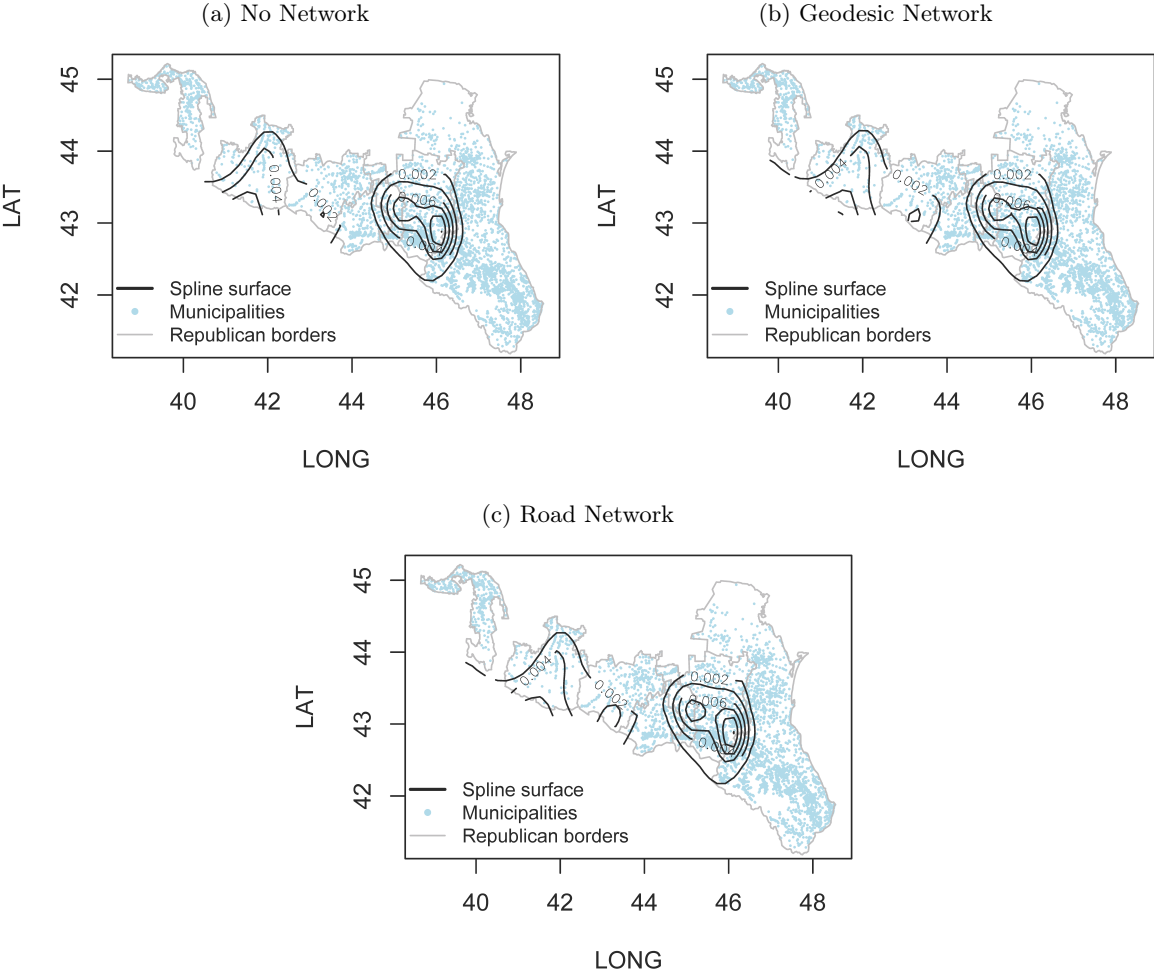 (a) No Network
(b) Geodesic Network
LAT
45
44
43
42
0.004
0.002
0.002
0.006
Spline surface
Municipalities
Republican borders
40 42 44 46 48
LONG
LAT
45
44
43
42
0.004
0.002
0.002
0.006
Spline surface
Municipalities
Republican borders
40 42 44 46 48
LONG
(c) Road Network
LAT
45
44
43
42
0.004
0.002
0.002
0.006
Spline surface
Municipalities
Republican borders
40 42 44 46 48
LONG